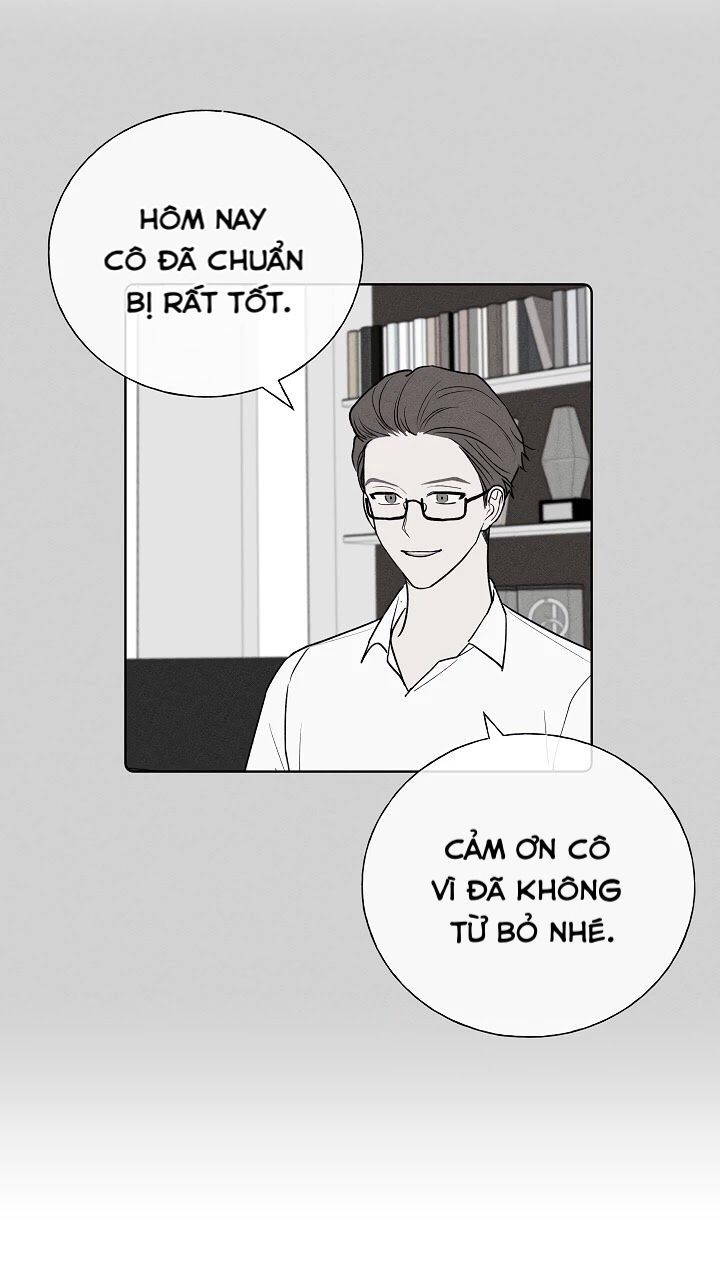 HÔM NAY
CÔ ĐÃ CHUẨN
BỊ RẤT TỐT.
CẢM ƠN CÔ
VÌ ĐÃ KHÔNG
TỪ BỎ NHÉ.